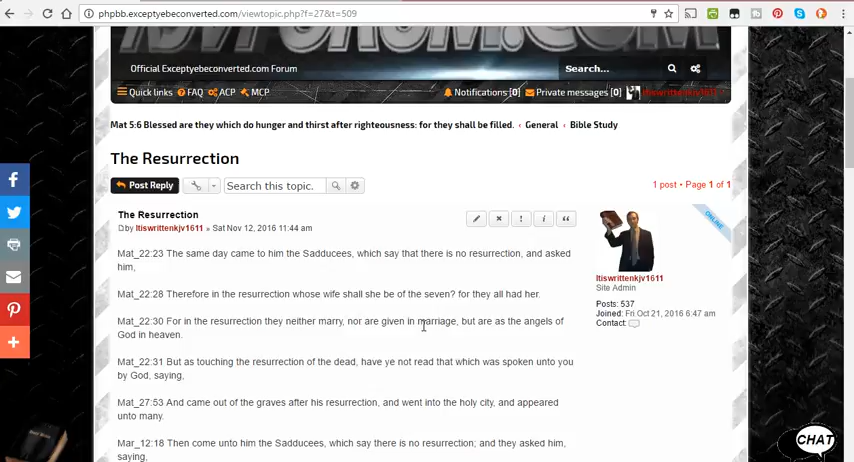 phpbb.exceptyebeconverted.com/viewtopic.php?f=27&t=509
Official Exceptyebeconverted.com Forum
Search...
Quick links FAQ ACP MCP
Notifications [0] Private messages [0] Itiswrittenkjv1611
Mat 5:6 Blessed are they which do hunger and thirst after righteousness: for they shall be filled. ‹ General ‹ Bible Study
The Resurrection
Post Reply
Search this topic.
1 post • Page 1 of 1
The Resurrection
by Itiswrittenkjv1611 » Sat Nov 12, 2016 11:44 am
ONLINE
Itiswrittenkjv1611
Site Admin
Posts: 537
Joined: Fri Oct 21, 2016 6:47 am
Contact:
Mat_22:23 The same day came to him the Sadducees, which say that there is no resurrection, and asked
him,
Mat_22:28 Therefore in the resurrection whose wife shall she be of the seven? for they all had her.
Mat_22:30 For in the resurrection they neither marry, nor are given in marriage, but are as the angels of
God in heaven.
Mat_22:31 But as touching the resurrection of the dead, have ye not read that which was spoken unto you
by God, saying,
Mat_27:53 And came out of the graves after his resurrection, and went into the holy city, and appeared
unto many.
Mar_12:18 Then come unto him the Sadducees, which say there is no resurrection; and they asked him,
saying,
CHAT